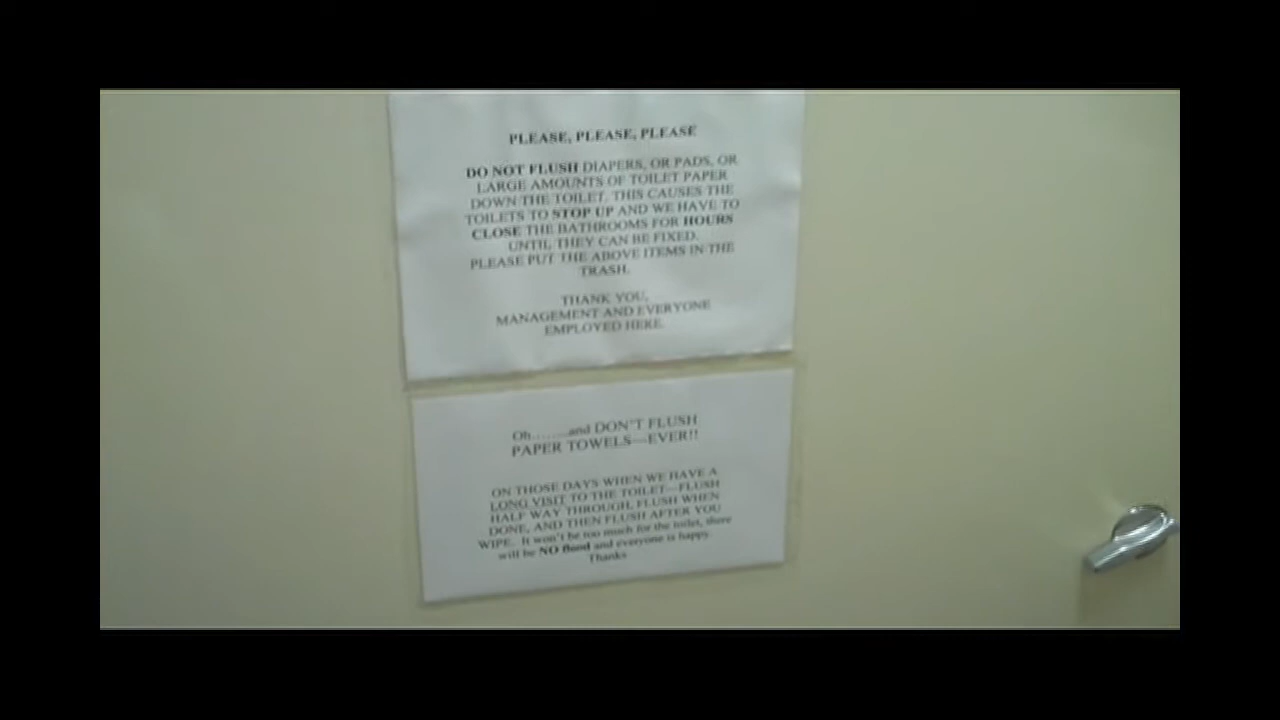 PLEASE, PLEASE, PLEASE
DO NOT FLUSH DIAPERS, OR PADS, OR
LARGE AMOUNTS OF TOILET PAPER
DOWN THE TOILET. THIS CAUSES THE
TOILETS TO STOP UP AND WE HAVE TO
CLOSE THE BATHROOMS FOR HOURS
UNTIL THEY CAN BE FIXED.
PLEASE PUT THE ABOVE ITEMS IN THE
TRASH.
THANK YOU,
MANAGEMENT AND EVERYONE
EMPLOYED HERE.
Oh........and DON'T FLUSH
PAPER TOWELS—EVER!!
ON THOSE DAYS WHEN WE HAVE A
LONG VISIT TO THE TOILET—FLUSH
HALF WAY THROUGH, FLUSH WHEN
DONE, AND THEN FLUSH AFTER YOU
WIPE. It won't be too much for the toilet, there
will be NO flood and everyone is happy.
Thanks